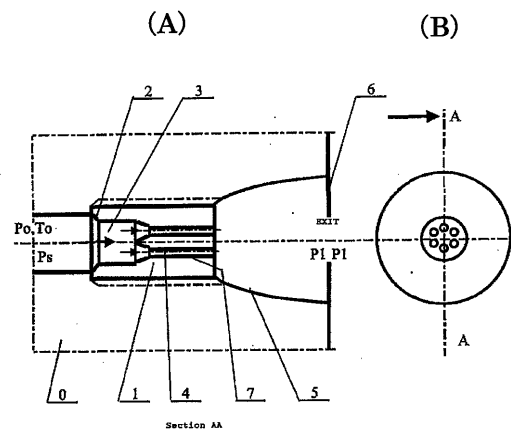 (A) (B)
2 3 6
A
Po,To
Ps
EXIT
P1 P1
A
0 1 4 7 5
Section AA